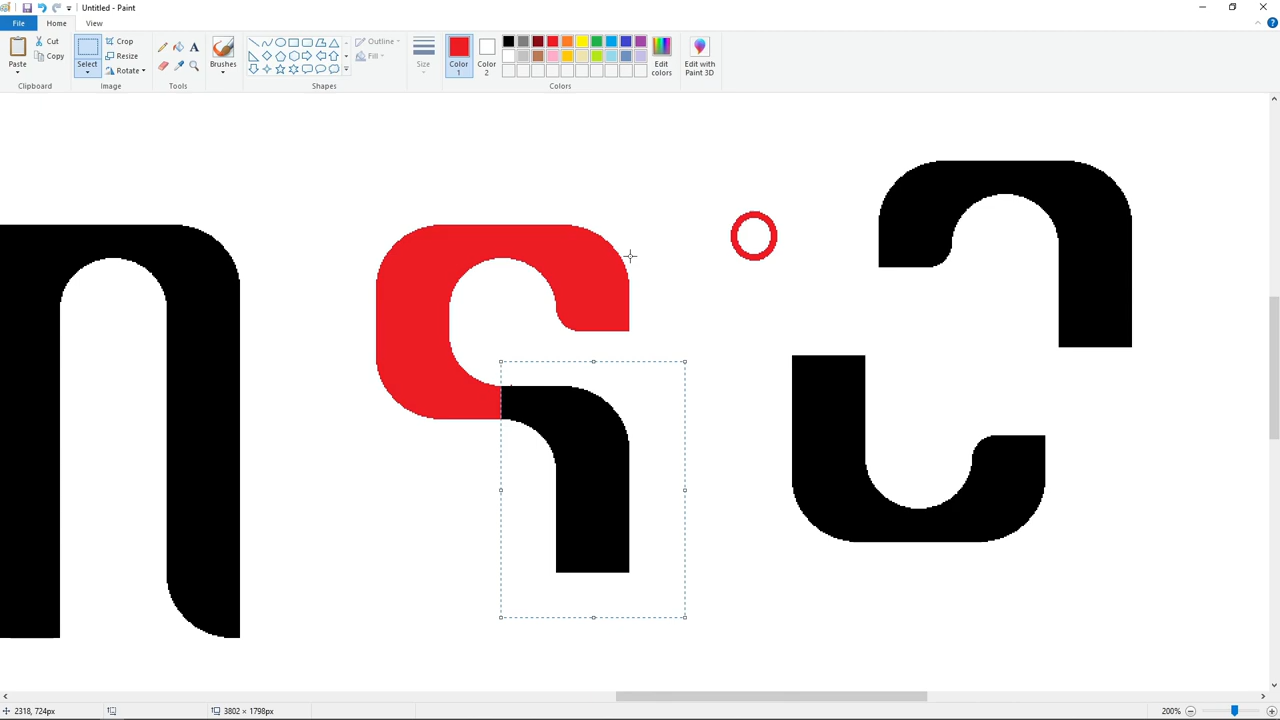 Untitled - Paint
File Home View
Paste Cut Copy Clipboard
Select Crop Resize Rotate Image
A Tools
Brushes
Outline Fill Shapes
Size
Color 1 Color 2 Edit colors Colors
Edit with Paint 3D
2318, 724px 3802 × 1798px 200%